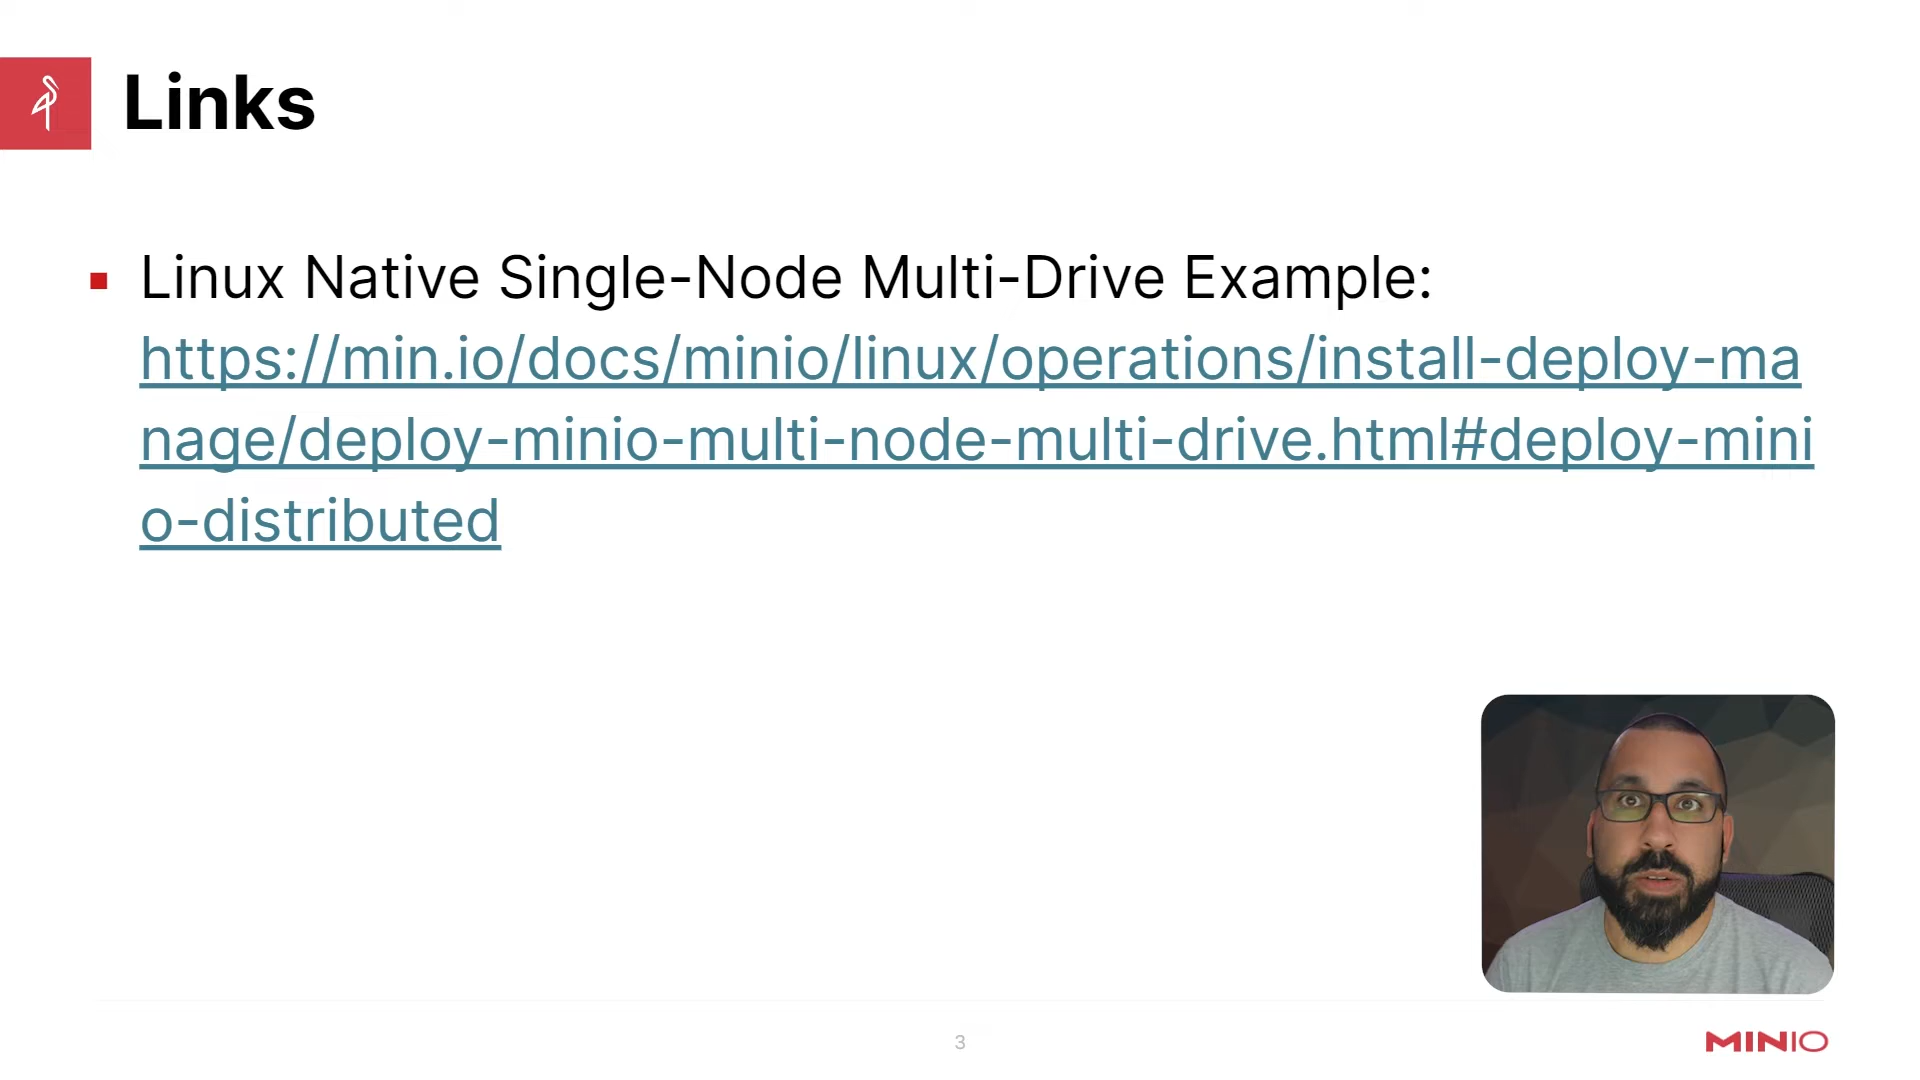 Links
Linux Native Single-Node Multi-Drive Example:
https://min.io/docs/minio/linux/operations/install-deploy-ma
nage/deploy-minio-multi-node-multi-drive.html#deploy-mini
o-distributed
3
MINIO